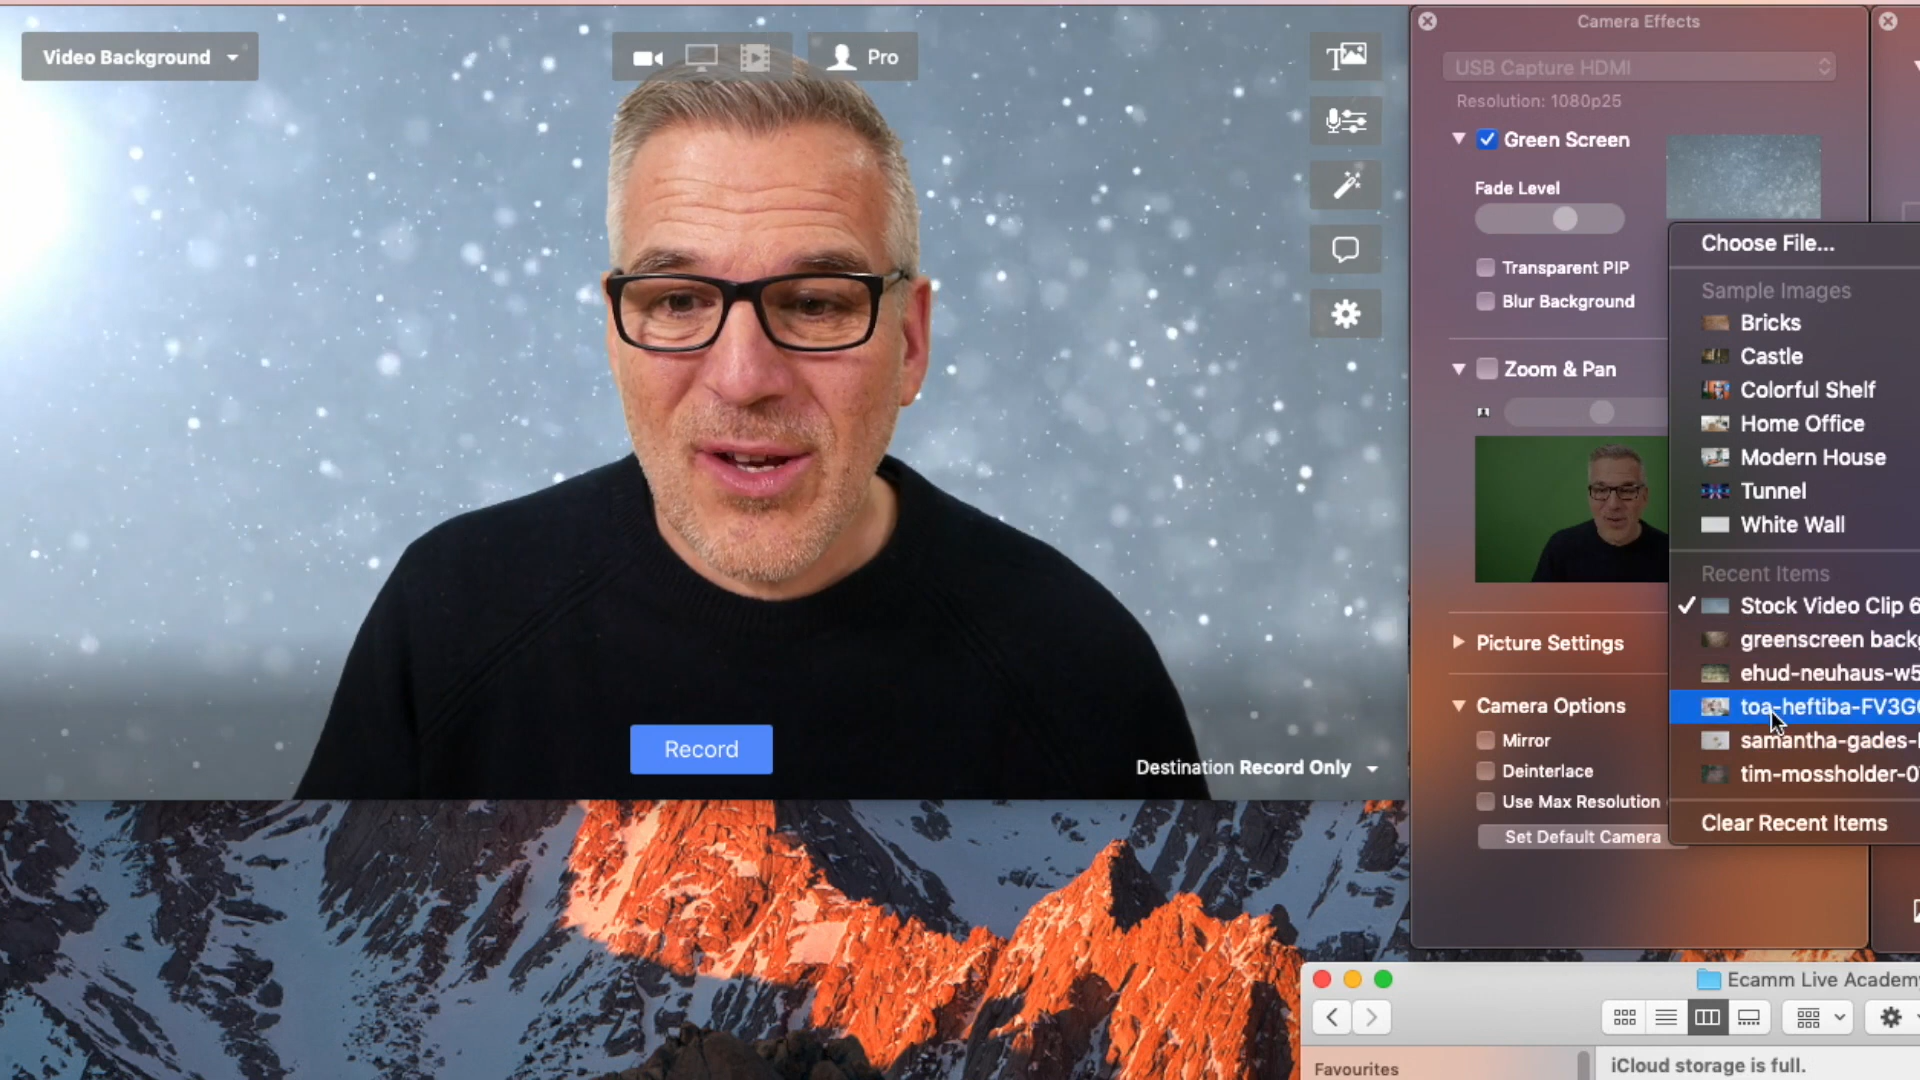 Video Background
Pro
Record
Destination Record Only
Camera Effects
USB Capture HDMI
Resolution: 1080p25
Green Screen
Fade Level
Transparent PIP
Blur Background
Zoom & Pan
Picture Settings
Camera Options
Mirror
Deinterlace
Use Max Resolution
Set Default Camera
Choose File...
Sample Images
Bricks
Castle
Colorful Shelf
Home Office
Modern House
Tunnel
White Wall
Recent Items
Stock Video Clip 6
greenscreen back
ehud-neuhaus-w5
toa-heftiba-FV3G
samantha-gades-
tim-mossholder-0
Clear Recent Items
Ecamm Live Academy
Favourites
iCloud storage is full.